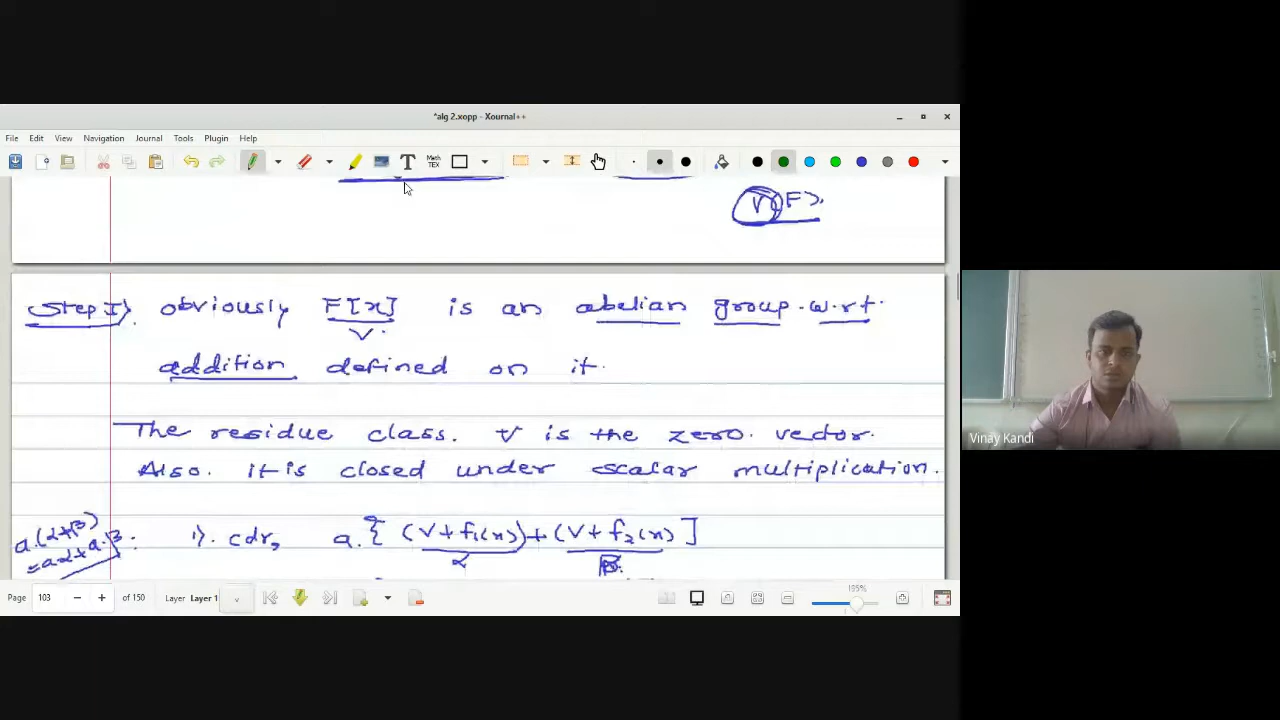 *alg 2.xopp - Xournal++
File Edit View Navigation Journal Tools Plugin Help
V(F).
Step I). obviously F[x] is an abelian group. w.r.t.
V.
addition defined on it.
The residue class. V is the zero. vector.
Also. it is closed under scalar multiplication.
a.(α+β)
= aα+a.β.
1). cdr, a.{ (V+f₁(x))+(V+f₂(x) ]
α β.
Vinay Kandi
Page 103 of 150 Layer Layer 1 195%